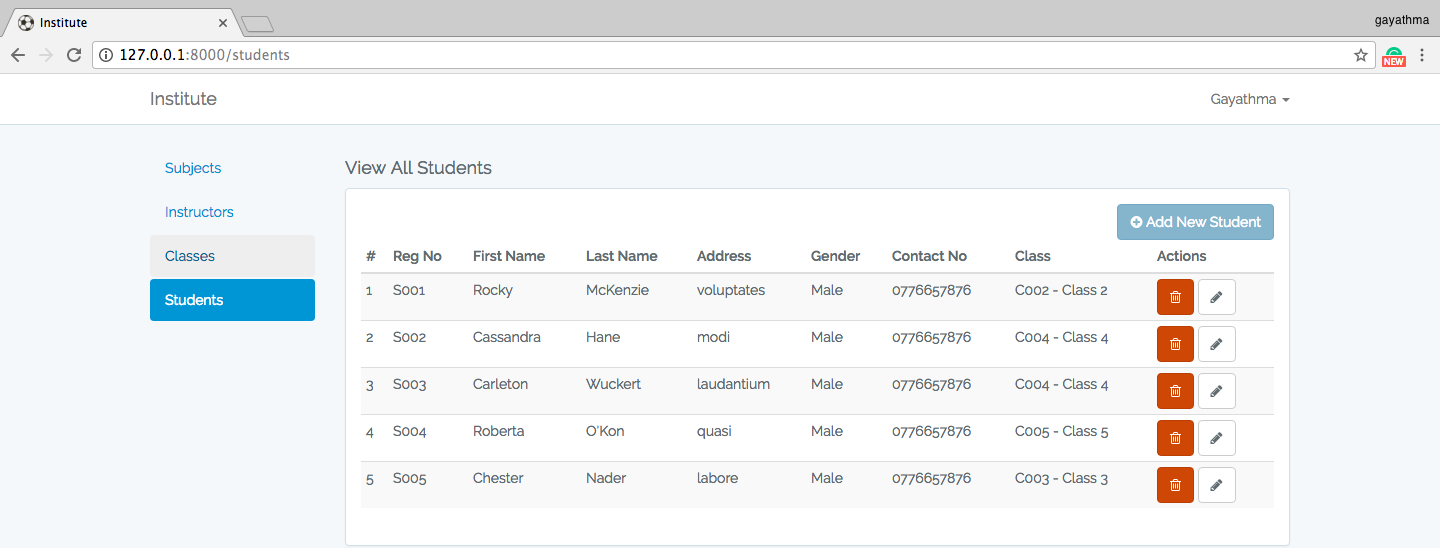 Institute
gayathma
127.0.0.1:8000/students
NEW
Institute
Gayathma
Subjects
Instructors
Classes
Students
View All Students
Add New Student
# Reg No First Name Last Name Address Gender Contact No Class Actions
1 S001 Rocky McKenzie voluptates Male 0776657876 C002 - Class 2
2 S002 Cassandra Hane modi Male 0776657876 C004 - Class 4
3 S003 Carleton Wuckert laudantium Male 0776657876 C004 - Class 4
4 S004 Roberta O'Kon quasi Male 0776657876 C005 - Class 5
5 S005 Chester Nader labore Male 0776657876 C003 - Class 3